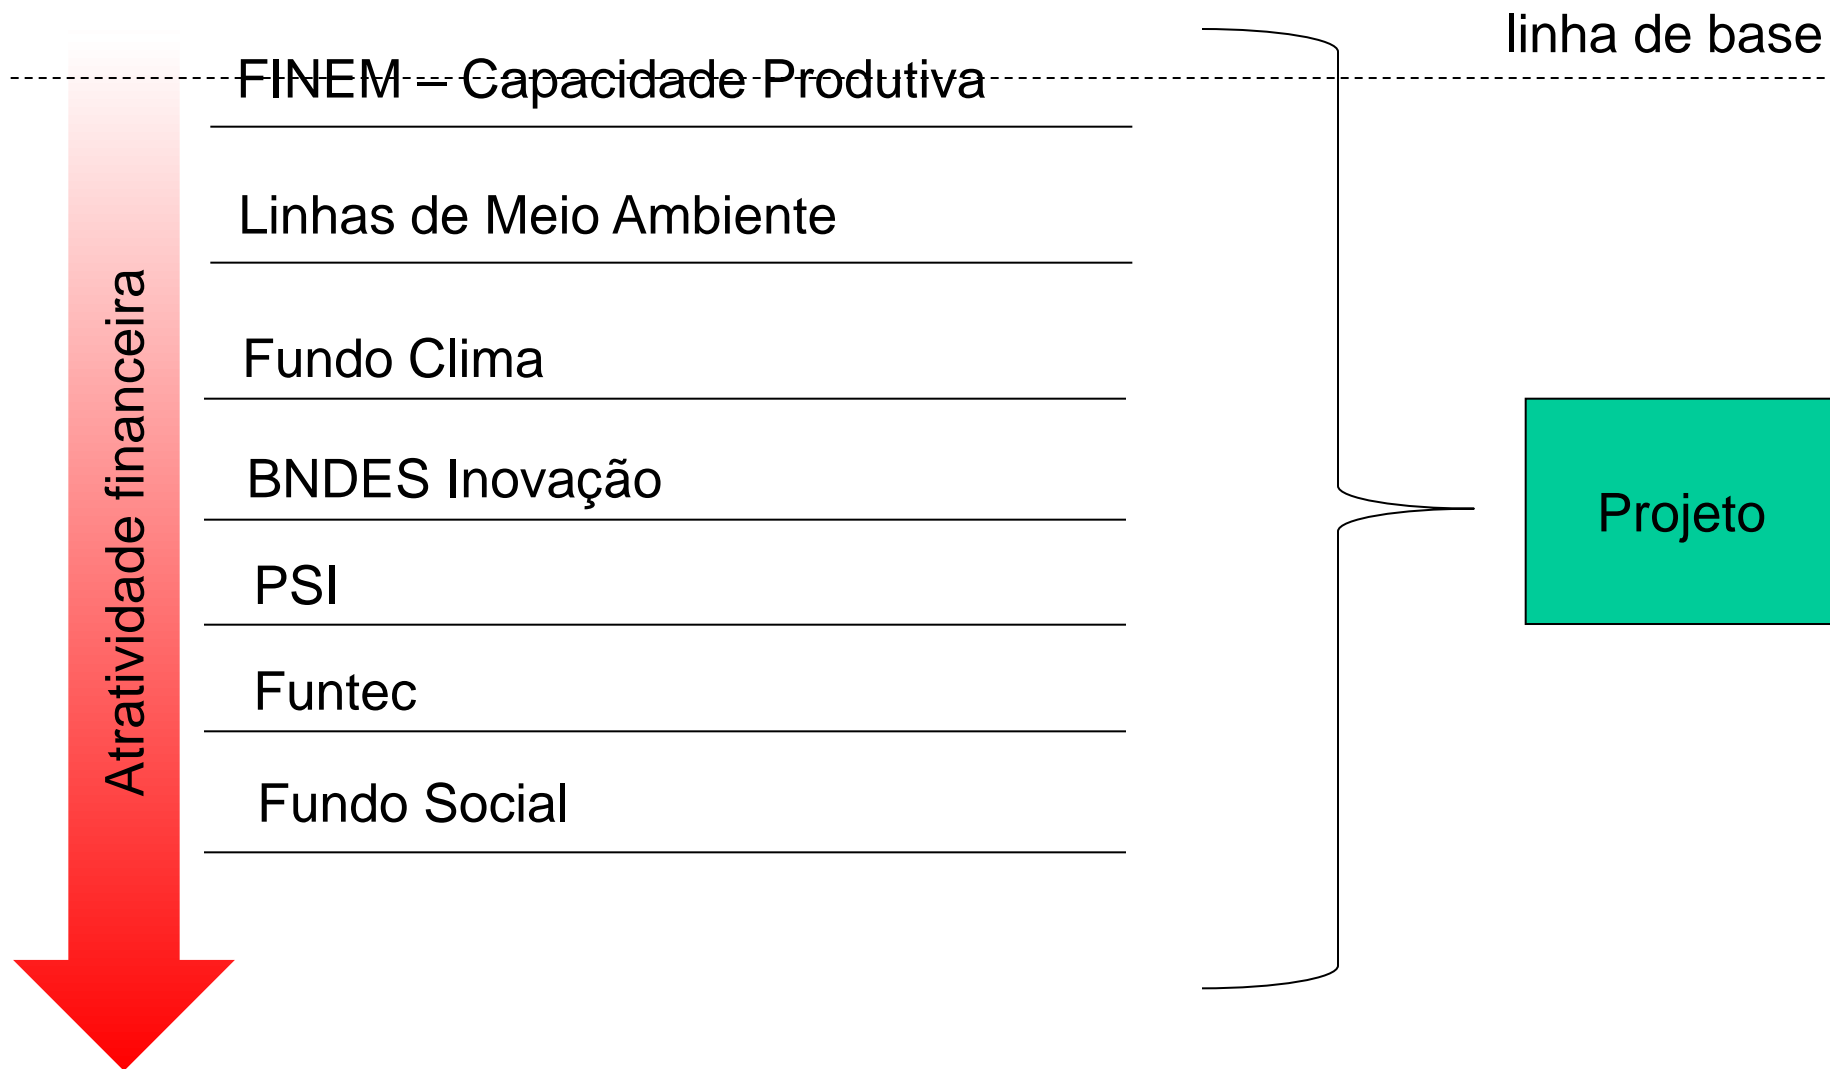 linha de base
FINEM – Capacidade Produtiva
Linhas de Meio Ambiente
Fundo Clima
BNDES Inovação
PSI
Funtec
Fundo Social
Atratividade financeira
Projeto